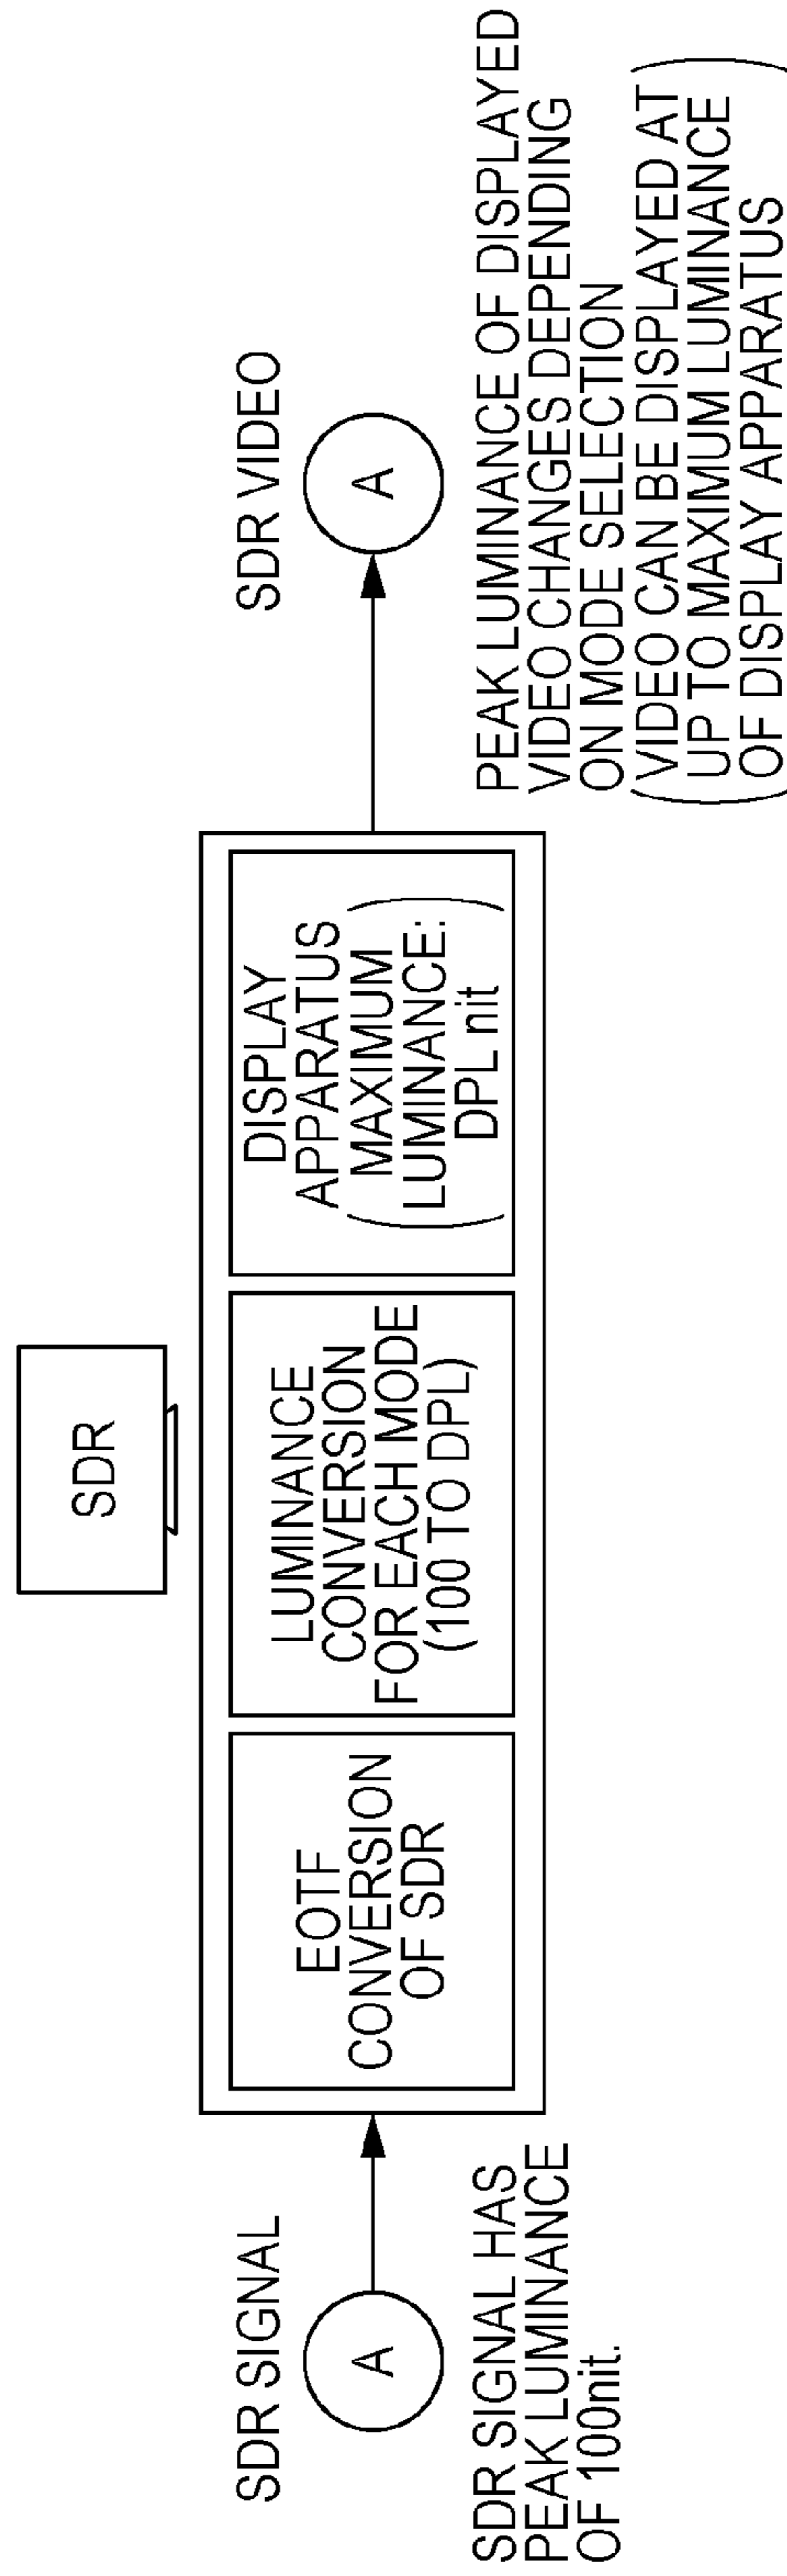 SDR
SDR SIGNAL
A
SDR SIGNAL HAS
PEAK LUMINANCE
OF 100nit.
EOTF
CONVERSION
OF SDR
LUMINANCE
CONVERSION
FOR EACH MODE
(100 TO DPL)
DISPLAY
APPARATUS
(MAXIMUM
LUMINANCE:
DPL nit)
SDR VIDEO
A
PEAK LUMINANCE OF DISPLAYED
VIDEO CHANGES DEPENDING
ON MODE SELECTION
(VIDEO CAN BE DISPLAYED AT
UP TO MAXIMUM LUMINANCE
OF DISPLAY APPARATUS)